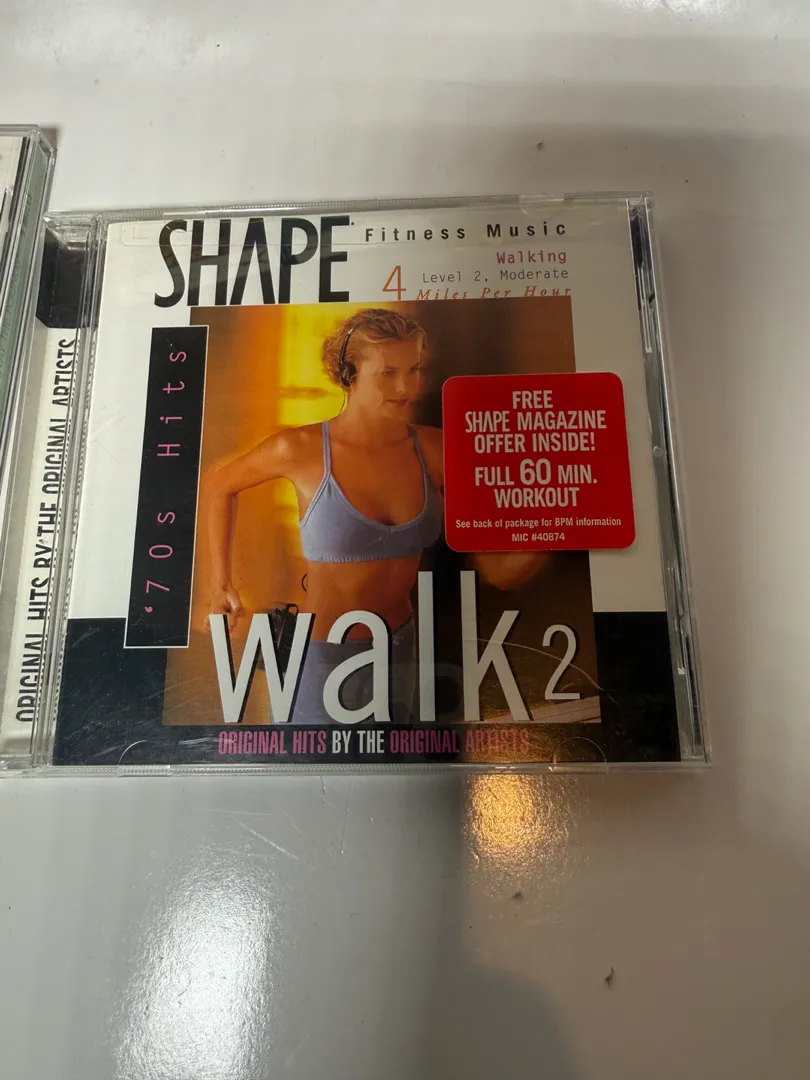 SHAPE Fitness Music
Walking
4 Level 2, Moderate
Miles Per Hour
'70s Hits
ORIGINAL HITS BY THE ORIGINAL ARTISTS
FREE
SHAPE MAGAZINE
OFFER INSIDE!
FULL 60 MIN.
WORKOUT
See back of package for BPM information
MIC #40874
walk 2
ORIGINAL HITS BY THE ORIGINAL ARTISTS